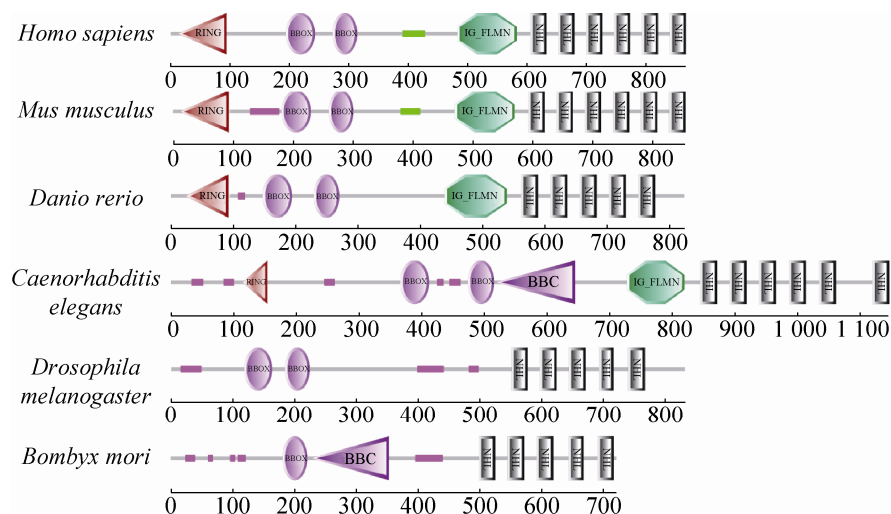 Homo sapiens RING BBOX BBOX IG_FLMN NHL NHL NHL NHL NHL NHL
0 100 200 300 400 500 600 700 800
Mus musculus RING BBOX BBOX IG_FLMN NHL NHL NHL NHL NHL NHL
0 100 200 300 400 500 600 700 800
Danio rerio RING BBOX BBOX IG_FLMN NHL NHL NHL NHL NHL
0 100 200 300 400 500 600 700 800
Caenorhabditis
elegans
RING BBOX BBOX BBC IG_FLMN NHL NHL NHL NHL NHL NHL
0 100 200 300 400 500 600 700 800 900 1 000 1 100
Drosophila
melanogaster
BBOX BBOX NHL NHL NHL NHL NHL
0 100 200 300 400 500 600 700 800
Bombyx mori BBOX BBC NHL NHL NHL NHL NHL
0 100 200 300 400 500 600 700